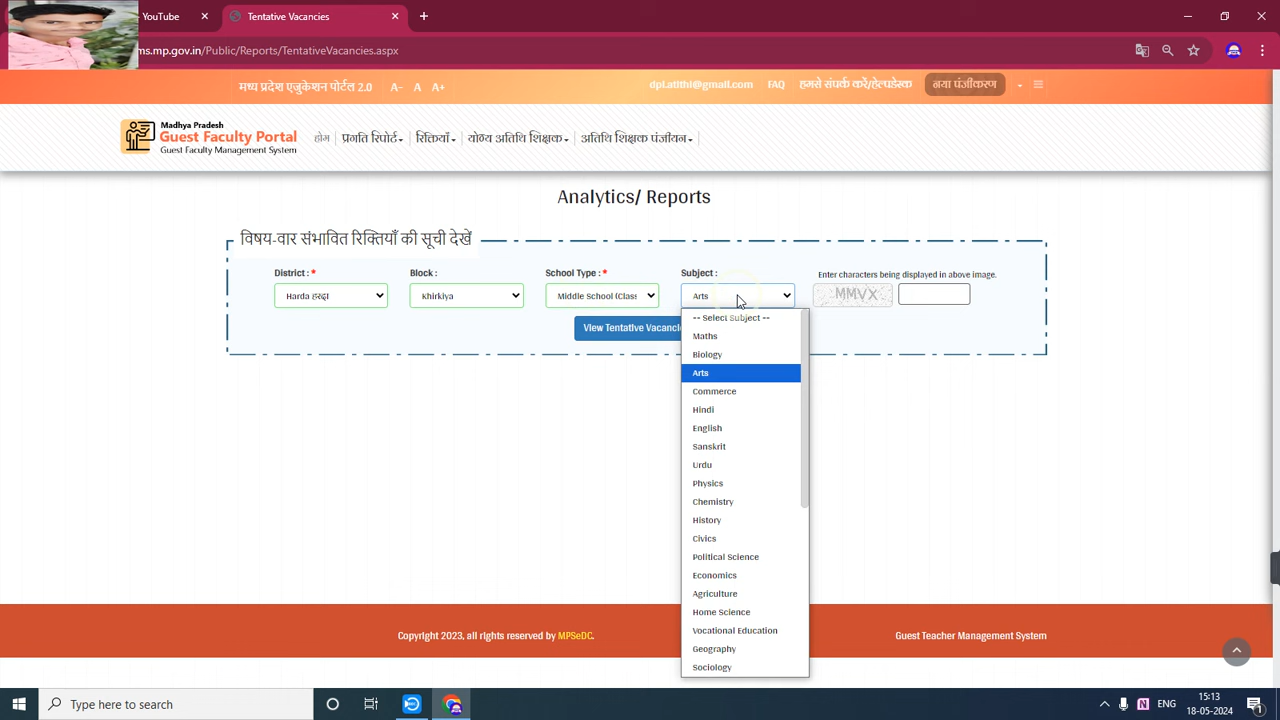 YouTube
Tentative Vacancies
ms.mp.gov.in/Public/Reports/TentativeVacancies.aspx
मध्य प्रदेश एजुकेशन पोर्टल 2.0
A- A A+
dpi.atithi@gmail.com
FAQ
हमसे संपर्क करें/हेल्पडेस्क
नया पंजीकरण
Madhya Pradesh
Guest Faculty Portal
Guest Faculty Management System
होम
प्रगति रिपोर्ट
रिक्तियाँ
योग्य अतिथि शिक्षक
अतिथि शिक्षक पंजीयन
Analytics/ Reports
विषय-वार संभावित रिक्तियाँ की सूची देखें
District : *
Block :
School Type : *
Subject :
Enter characters being displayed in above image.
Harda हरदा
Khirkiya
Middle School (Class
Arts
MMVX
View Tentative Vacancie
-- Select Subject --
Maths
Biology
Arts
Commerce
Hindi
English
Sanskrit
Urdu
Physics
Chemistry
History
Civics
Political Science
Economics
Agriculture
Home Science
Vocational Education
Geography
Sociology
Copyright 2023, all rights reserved by MPSeDC.
Guest Teacher Management System
Type here to search
ENG
15:13
18-05-2024